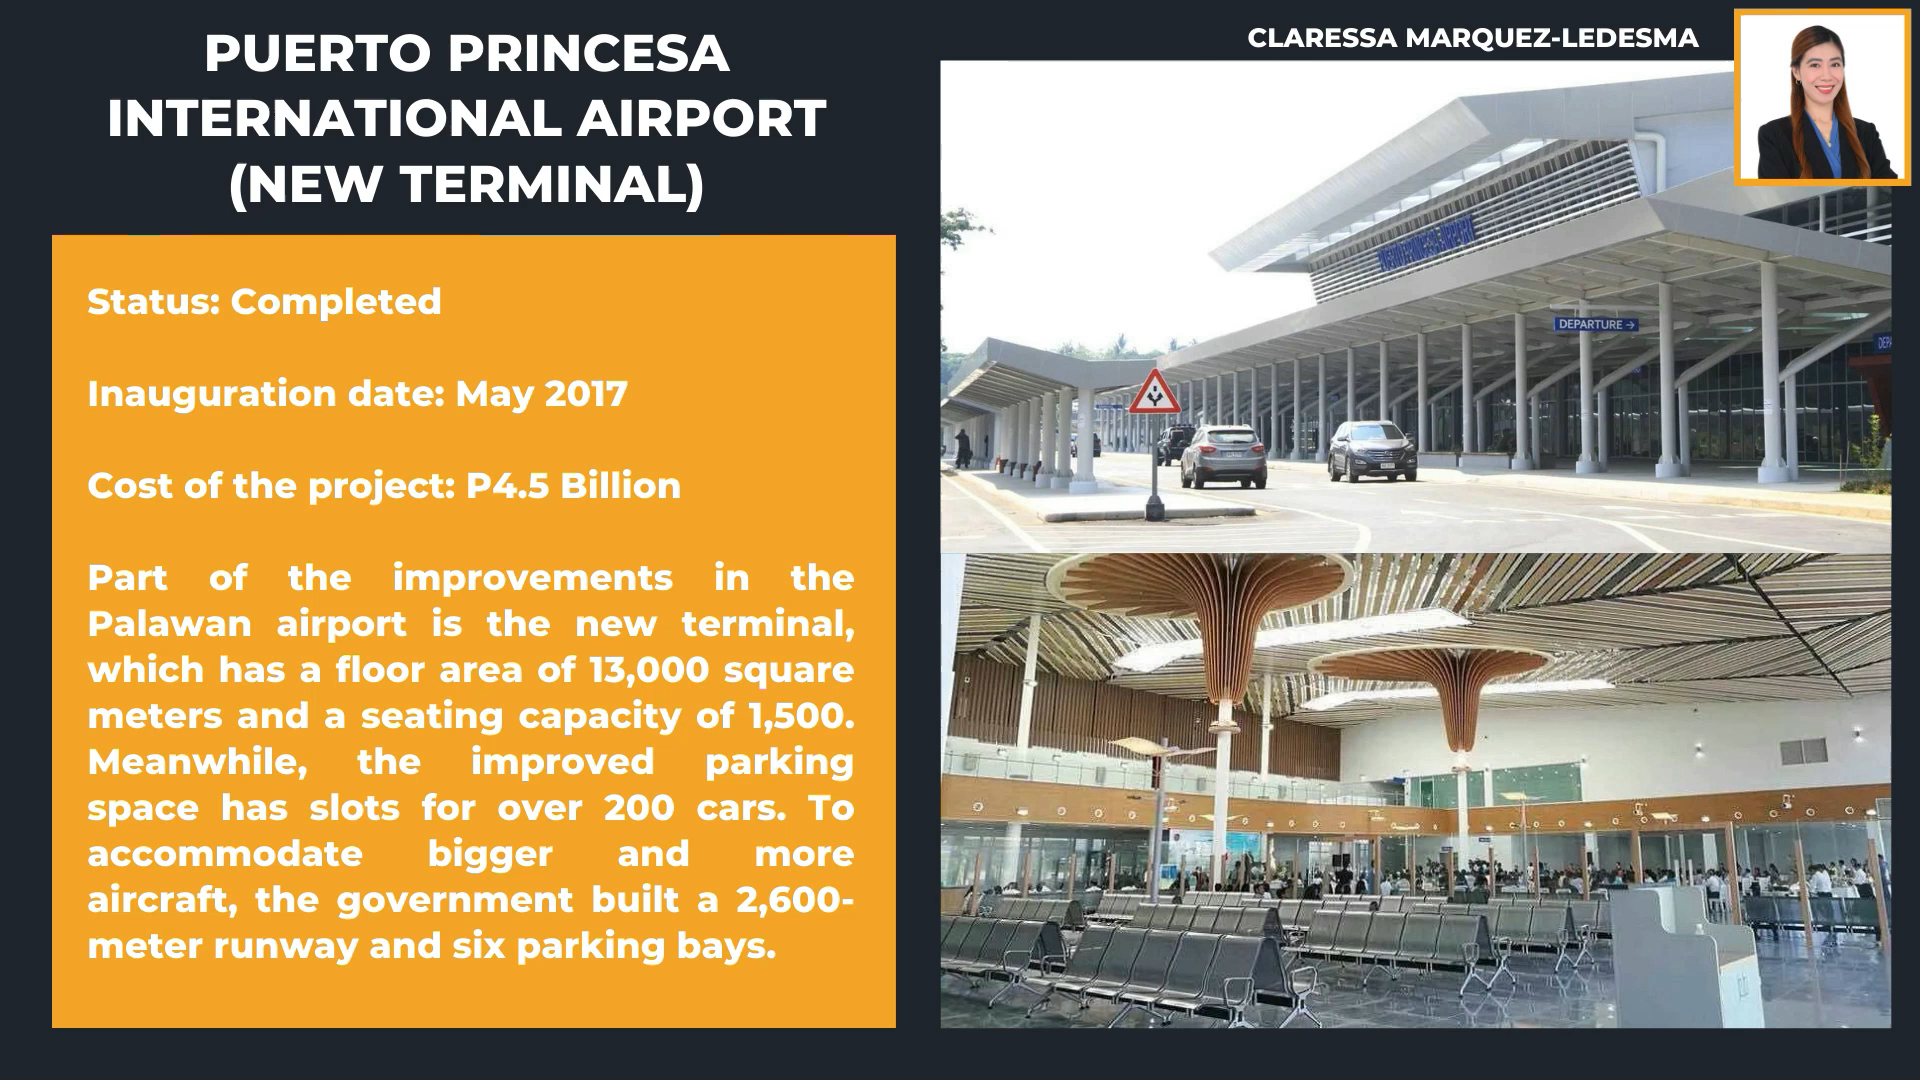 PUERTO PRINCESA
INTERNATIONAL AIRPORT
(NEW TERMINAL)
CLARESSA MARQUEZ-LEDESMA
Status: Completed
Inauguration date: May 2017
Cost of the project: P4.5 Billion
Part of the improvements in the
Palawan airport is the new terminal,
which has a floor area of 13,000 square
meters and a seating capacity of 1,500.
Meanwhile, the improved parking
space has slots for over 200 cars. To
accommodate bigger and more
aircraft, the government built a 2,600-
meter runway and six parking bays.
PUERTO PRINCESA AIRPORT
DEPARTURE →
DEP